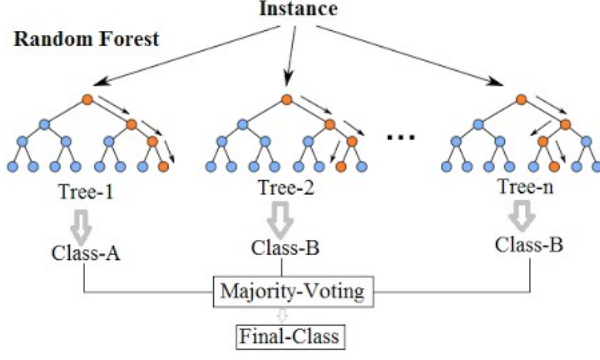 Instance
Random Forest
...
Tree-1
Tree-2
Tree-n
Class-A
Class-B
Class-B
Majority-Voting
Final-Class